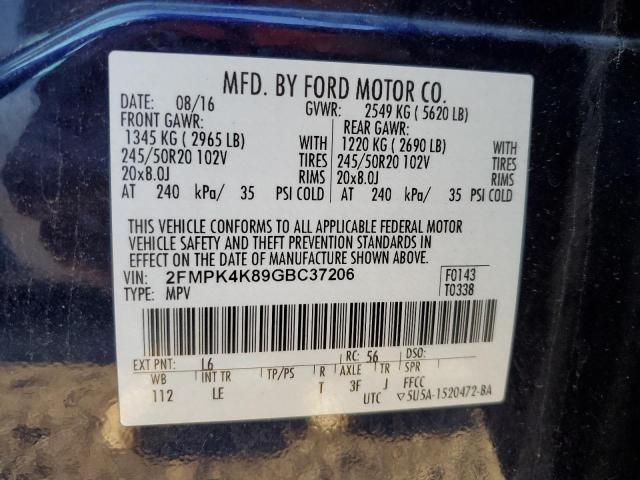 MFD. BY FORD MOTOR CO.
DATE: 08/16 GVWR: 2549 KG ( 5620 LB)
FRONT GAWR: REAR GAWR:
1345 KG ( 2965 LB) WITH 1220 KG ( 2690 LB) WITH
245/50R20 102V TIRES 245/50R20 102V TIRES
20x8.0J RIMS 20x8.0J RIMS
AT 240 kPa/ 35 PSI COLD AT 240 kPa/ 35 PSI COLD
THIS VEHICLE CONFORMS TO ALL APPLICABLE FEDERAL MOTOR
VEHICLE SAFETY AND THEFT PREVENTION STANDARDS IN
EFFECT ON THE DATE OF MANUFACTURE SHOWN ABOVE.
VIN: 2FMPK4K89GBC37206 F0143
TYPE: MPV T0338
EXT PNT: L6 RC: 56 DSO:
WB INT TR TP/PS R AXLE TR SPR
112 LE T 3F J FFCC
UTC ▽5U5A-1520472-BA